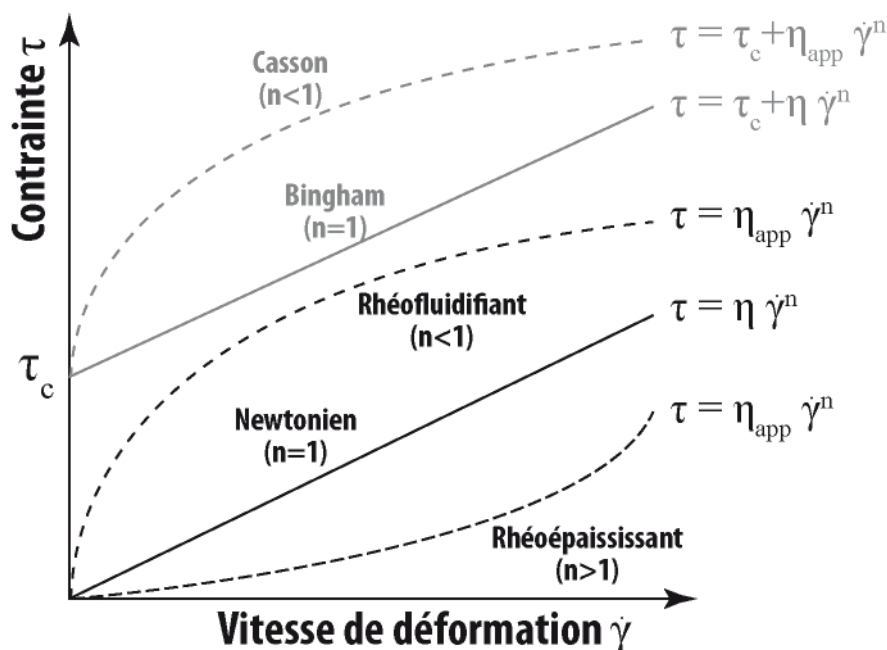 Contrainte τ
Casson
(n<1)
τ = τc+ηapp γ̇ⁿ
τ = τc+η γ̇ⁿ
Bingham
(n=1)
τ = ηapp γ̇ⁿ
Rhéofluidifiant
(n<1)
τ = η γ̇ⁿ
τc
Newtonien
(n=1)
τ = ηapp γ̇ⁿ
Rhéoépaississant
(n>1)
Vitesse de déformation γ̇